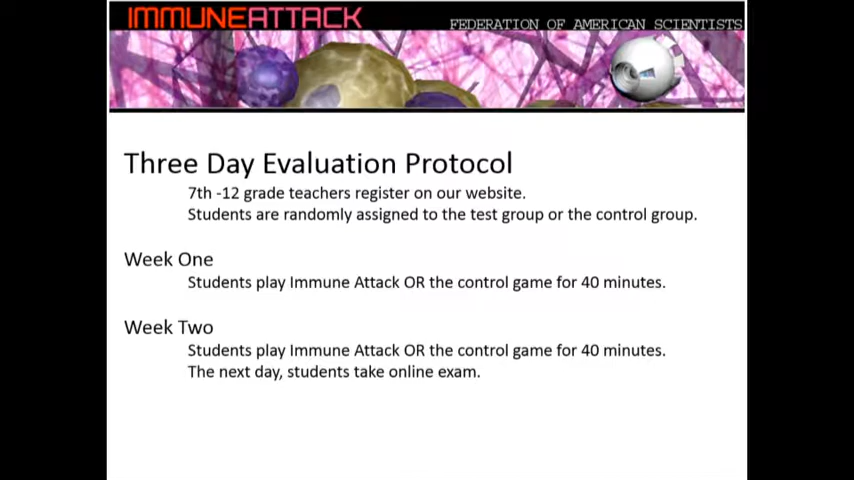 IMMUNEATTACK
FEDERATION OF AMERICAN SCIENTISTS
Three Day Evaluation Protocol
7th -12 grade teachers register on our website.
Students are randomly assigned to the test group or the control group.
Week One
Students play Immune Attack OR the control game for 40 minutes.
Week Two
Students play Immune Attack OR the control game for 40 minutes.
The next day, students take online exam.